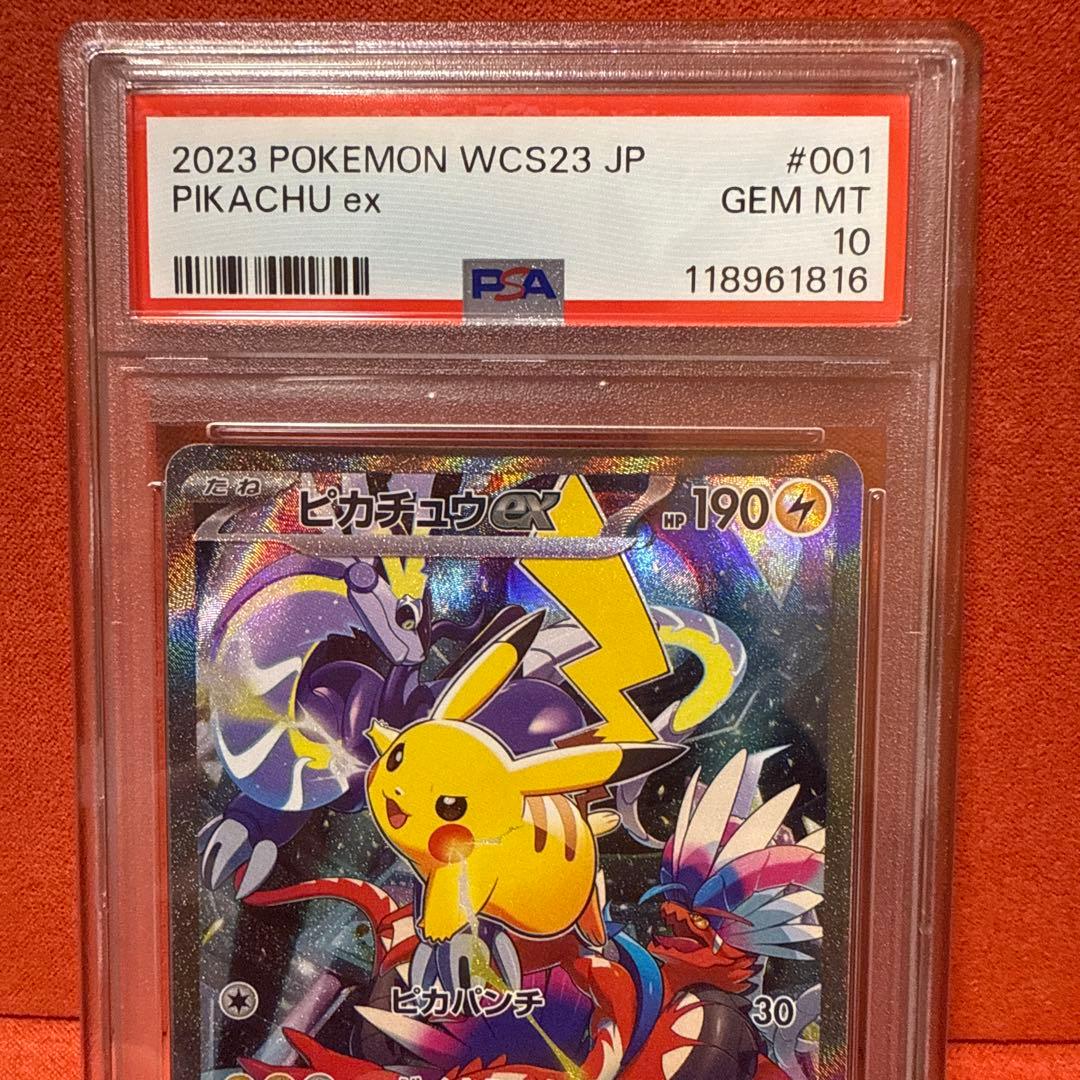 2023 POKEMON WCS23 JP #001
PIKACHU ex GEM MT
10
PSA 118961816
たね ピカチュウex HP190
ピカパンチ 30